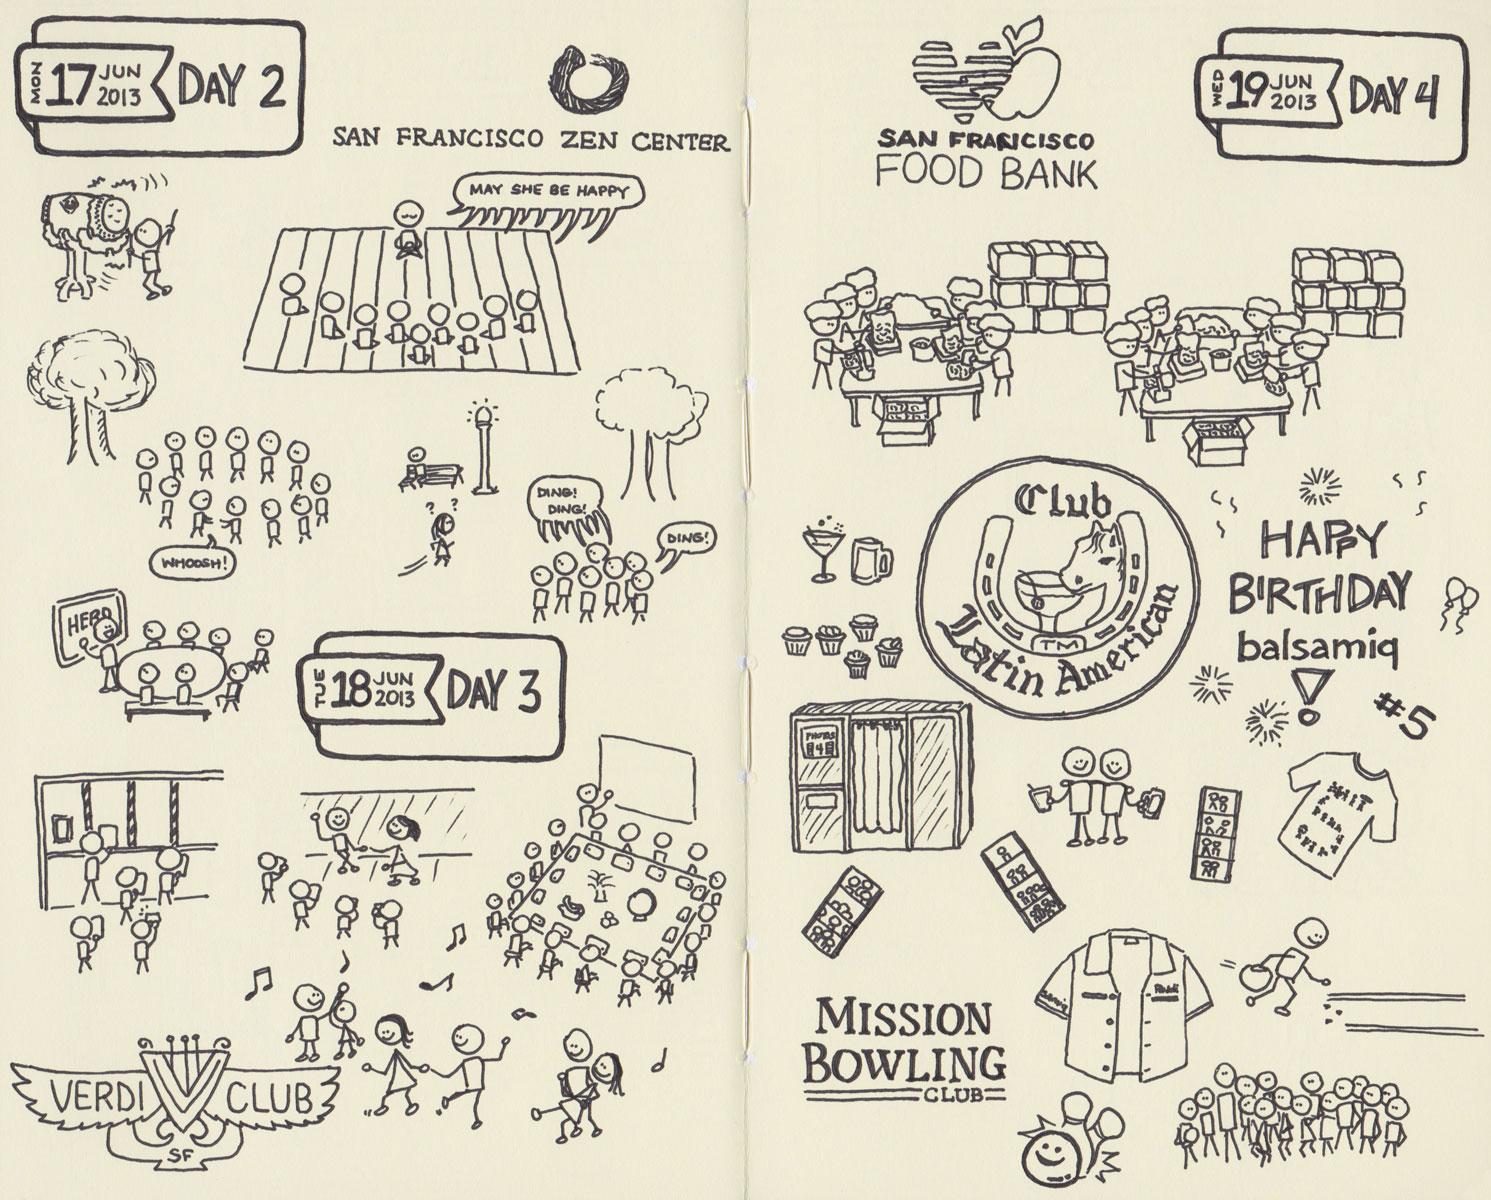 MON
17 JUN
2013
DAY 2
SAN FRANCISCO ZEN CENTER
MAY SHE BE HAPPY
WHOOSH!
DING!
DING!
DING!
? ?
HERO
TUE
18 JUN
2013
DAY 3
VERDI CLUB
SF
SAN FRANCISCO
FOOD BANK
WED
19 JUN
2013
DAY 4
Club
Latin American
TM
HAPPY
BIRTHDAY
balsamiq
!
#5
PHOTOS
4
MISSION
BOWLING
CLUB